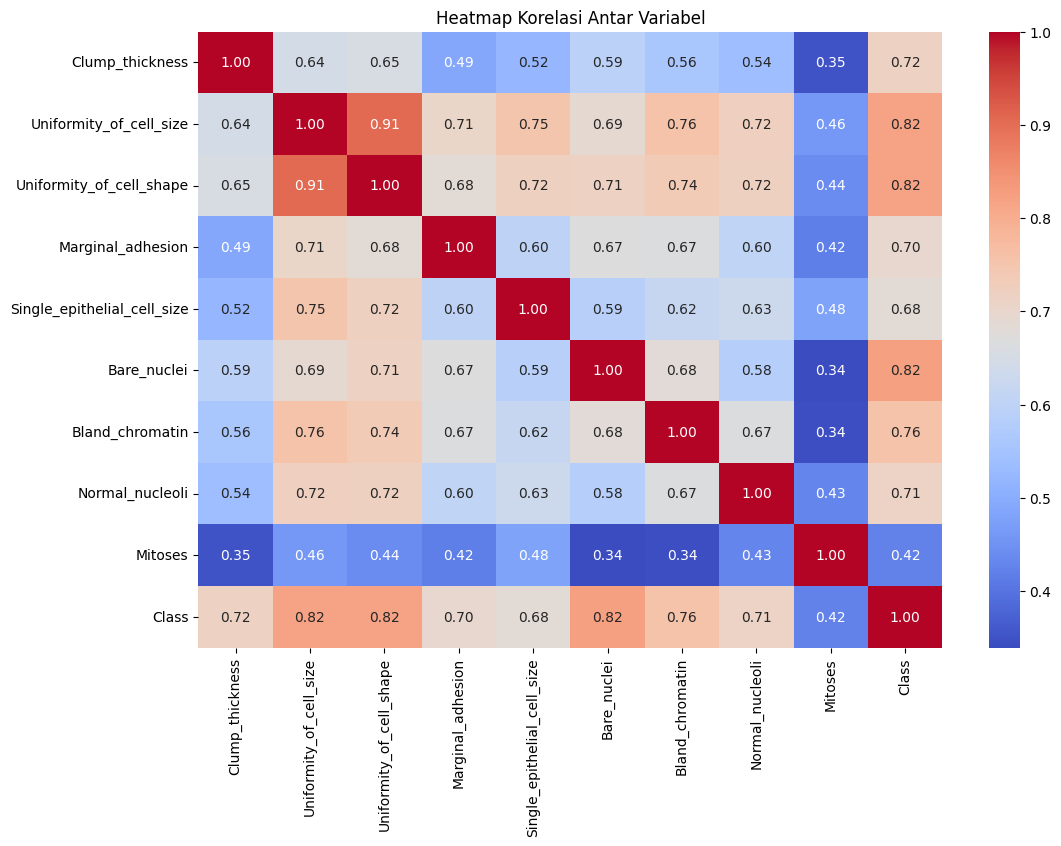 Heatmap Korelasi Antar Variabel
Clump_thickness 1.00 0.64 0.65 0.49 0.52 0.59 0.56 0.54 0.35 0.72
Uniformity_of_cell_size 0.64 1.00 0.91 0.71 0.75 0.69 0.76 0.72 0.46 0.82
Uniformity_of_cell_shape 0.65 0.91 1.00 0.68 0.72 0.71 0.74 0.72 0.44 0.82
Marginal_adhesion 0.49 0.71 0.68 1.00 0.60 0.67 0.67 0.60 0.42 0.70
Single_epithelial_cell_size 0.52 0.75 0.72 0.60 1.00 0.59 0.62 0.63 0.48 0.68
Bare_nuclei 0.59 0.69 0.71 0.67 0.59 1.00 0.68 0.58 0.34 0.82
Bland_chromatin 0.56 0.76 0.74 0.67 0.62 0.68 1.00 0.67 0.34 0.76
Normal_nucleoli 0.54 0.72 0.72 0.60 0.63 0.58 0.67 1.00 0.43 0.71
Mitoses 0.35 0.46 0.44 0.42 0.48 0.34 0.34 0.43 1.00 0.42
Class 0.72 0.82 0.82 0.70 0.68 0.82 0.76 0.71 0.42 1.00
Clump_thickness
Uniformity_of_cell_size
Uniformity_of_cell_shape
Marginal_adhesion
Single_epithelial_cell_size
Bare_nuclei
Bland_chromatin
Normal_nucleoli
Mitoses
Class
1.0
0.9
0.8
0.7
0.6
0.5
0.4